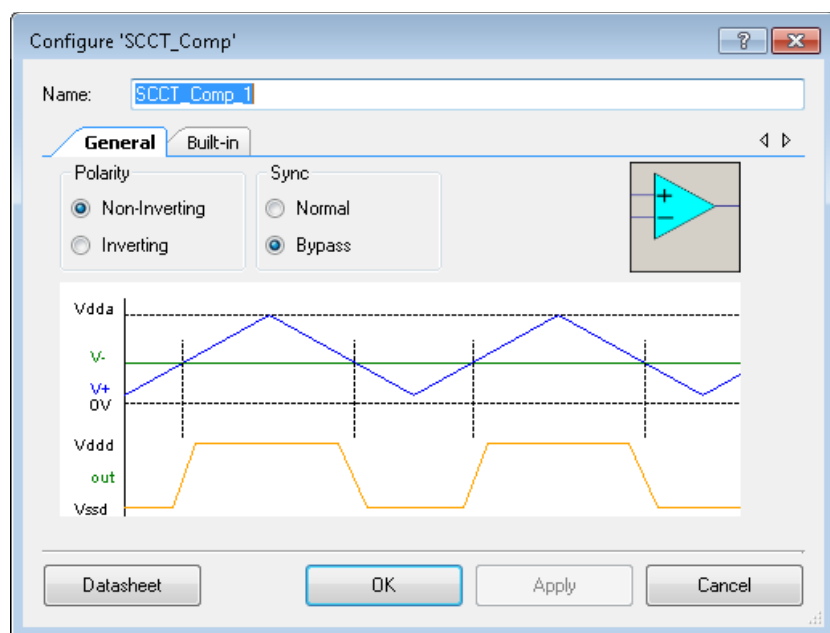 Configure 'SCCT_Comp'
Name: SCCT_Comp_1
General Built-in
Polarity Sync
Non-Inverting Normal
Inverting Bypass
+
−
Vdda
V-
V+
0V
Vddd
out
Vssd
Datasheet OK Apply Cancel